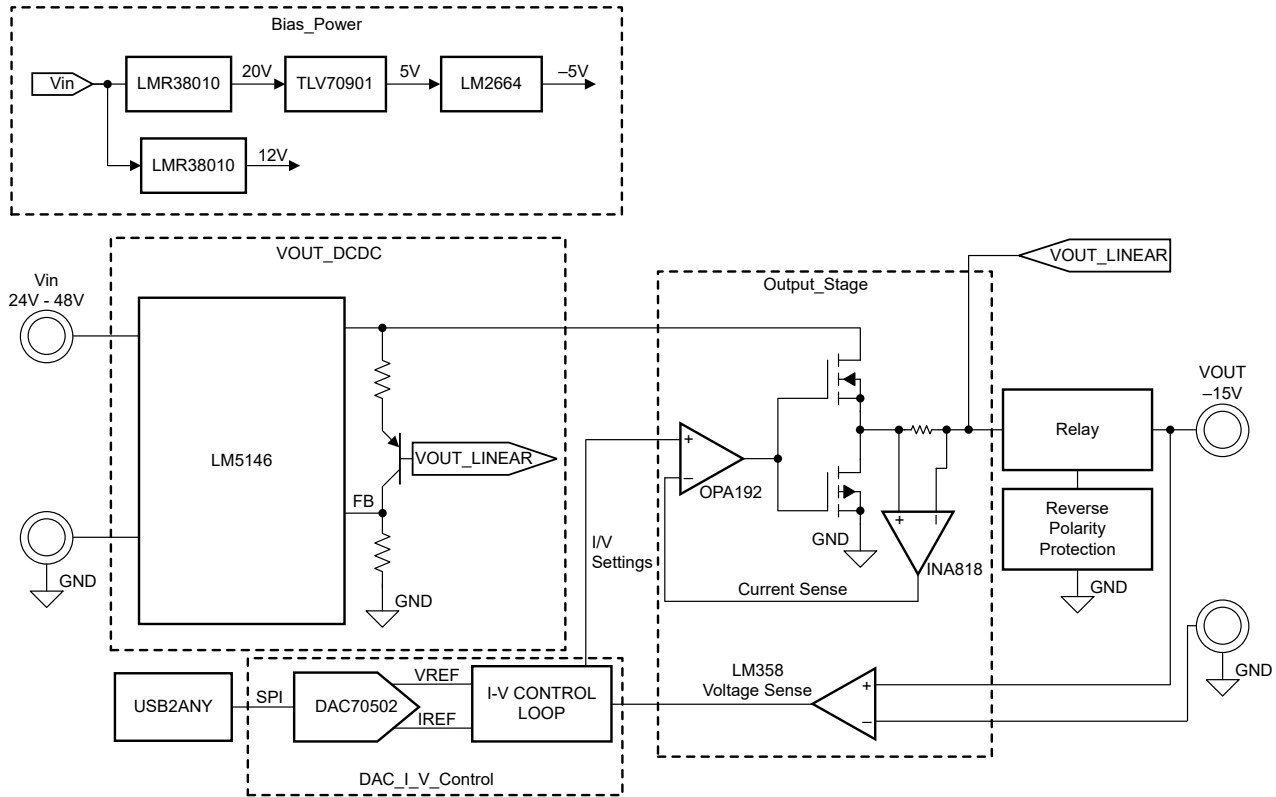 Bias_Power
Vin
LMR38010
20V
TLV70901
5V
LM2664
–5V
LMR38010
12V
VOUT_DCDC
VOUT_LINEAR
Vin
24V - 48V
Output_Stage
VOUT
–15V
LM5146
VOUT_LINEAR
FB
GND
GND
+
–
OPA192
I/V
Settings
GND
+
–
INA818
Current Sense
Relay
Reverse
Polarity
Protection
GND
GND
LM358
Voltage Sense
+
–
USB2ANY
SPI
DAC70502
VREF
IREF
I-V CONTROL
LOOP
DAC_I_V_Control